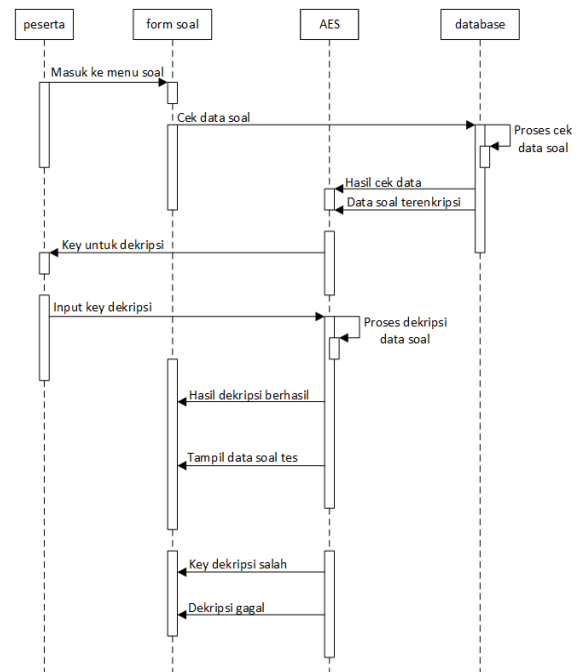 peserta
form soal
AES
database
Masuk ke menu soal
Cek data soal
Proses cek
data soal
Hasil cek data
Data soal terenkripsi
Key untuk dekripsi
Input key dekripsi
Proses dekripsi
data soal
Hasil dekripsi berhasil
Tampil data soal tes
Key dekripsi salah
Dekripsi gagal